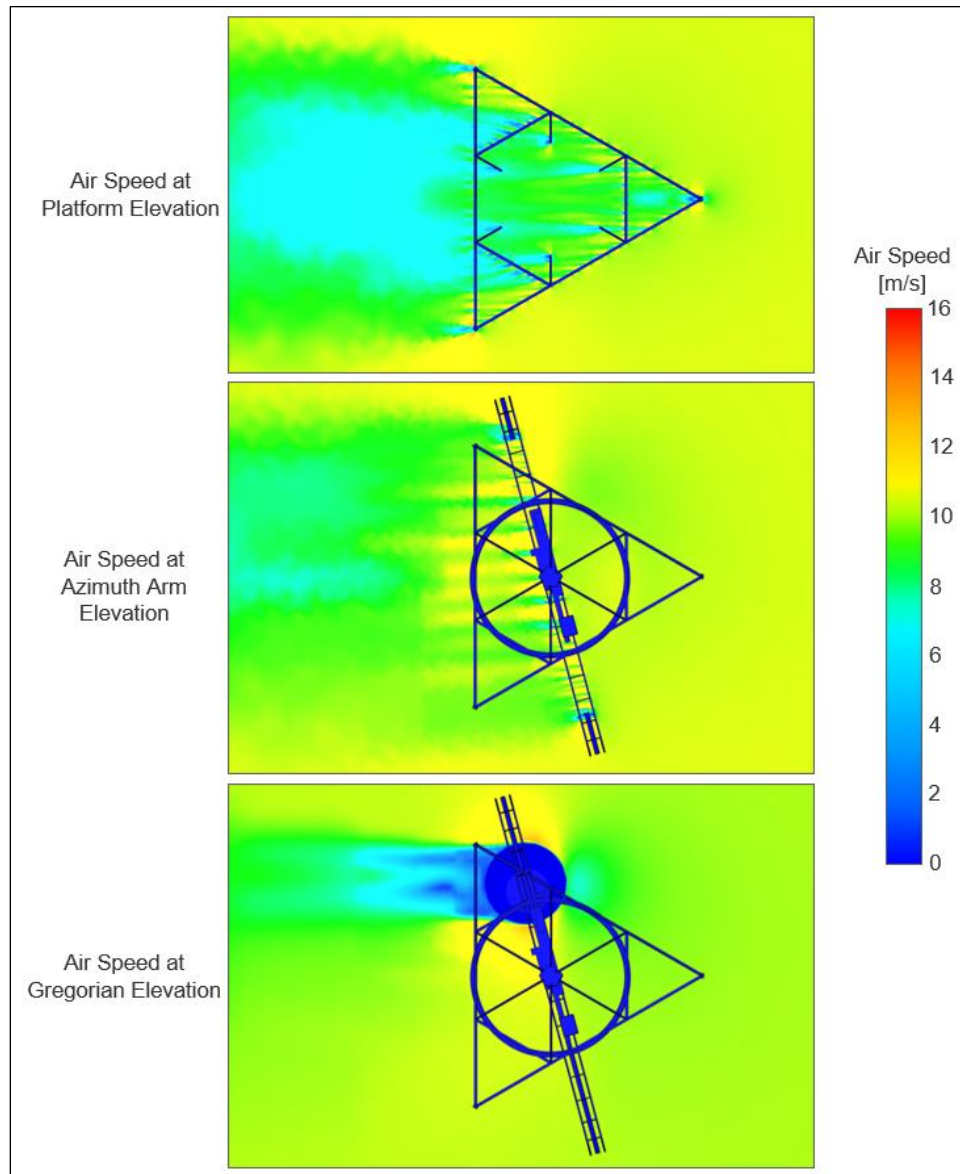 Air Speed at
Platform Elevation
Air Speed
[m/s]
16
14
12
10
8
6
4
2
0
Air Speed at
Azimuth Arm
Elevation
Air Speed at
Gregorian Elevation